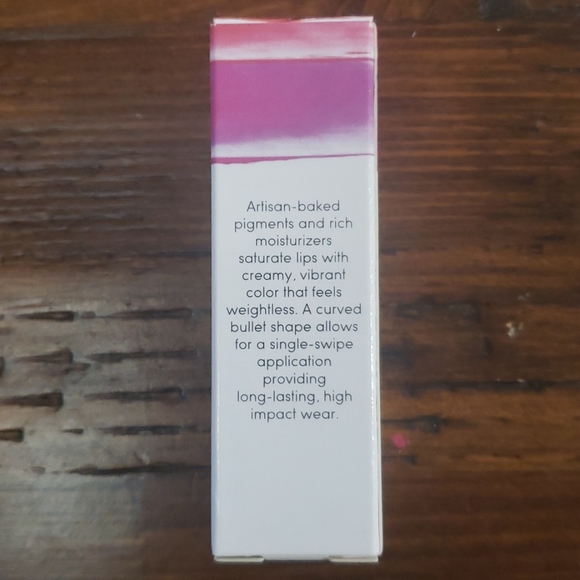 Artisan-baked
pigments and rich
moisturizers
saturate lips with
creamy, vibrant
color that feels
weightless. A curved
bullet shape allows
for a single-swipe
application
providing
long-lasting, high
impact wear.